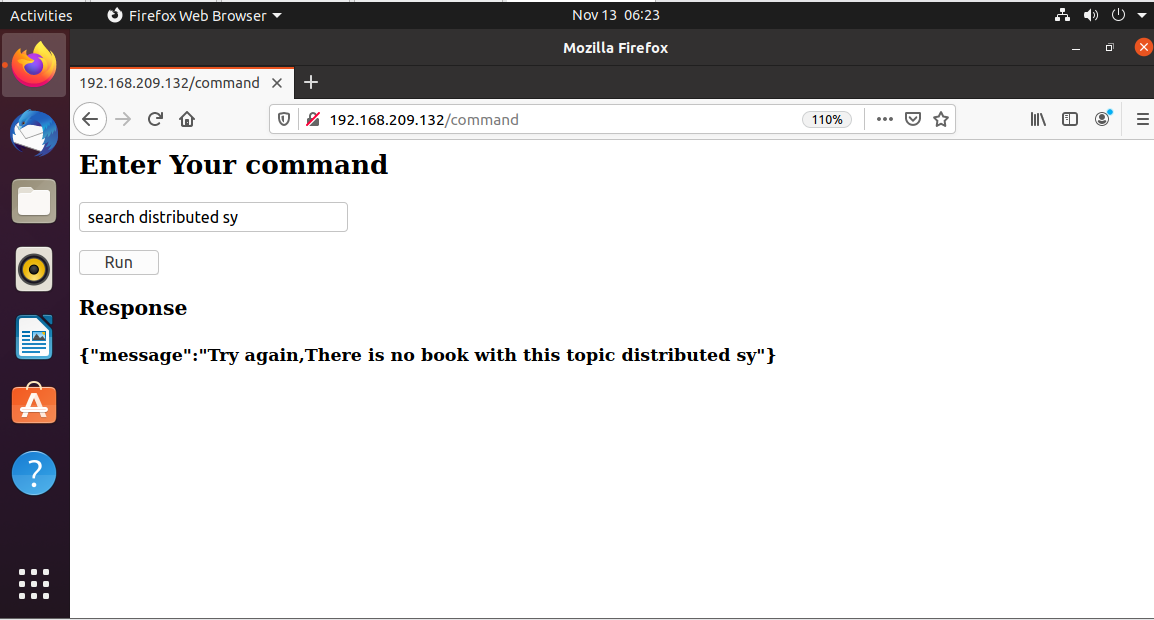 Activities Firefox Web Browser Nov 13 06:23
Mozilla Firefox
192.168.209.132/command
192.168.209.132/command 110%
Enter Your command
search distributed sy
Run
Response
{"message":"Try again,There is no book with this topic distributed sy"}